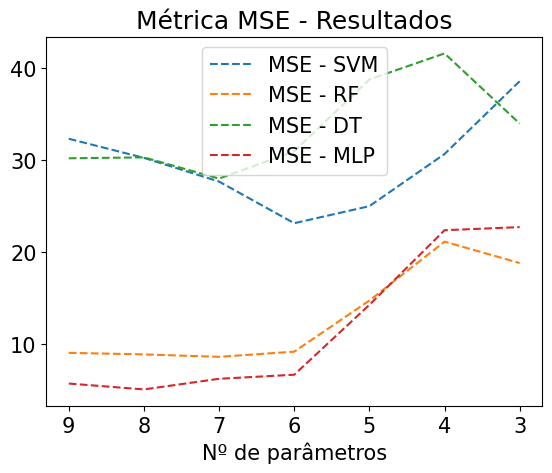 Métrica MSE - Resultados
MSE - SVM
MSE - RF
MSE - DT
MSE - MLP
40
30
20
10
9 8 7 6 5 4 3
Nº de parâmetros